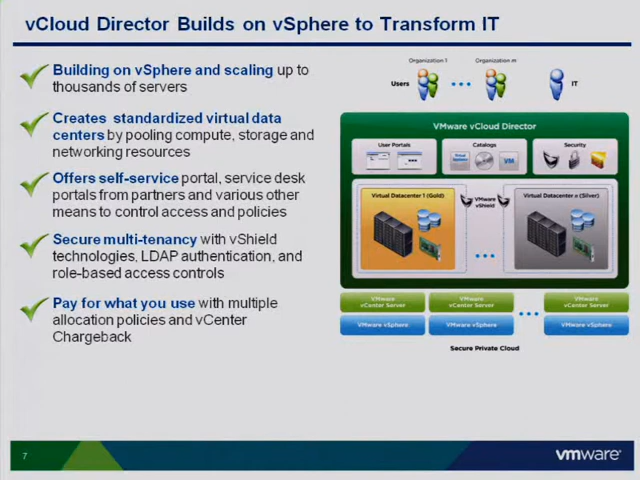 vCloud Director Builds on vSphere to Transform IT
Building on vSphere and scaling up to
thousands of servers
Creates standardized virtual data
centers by pooling compute, storage and
networking resources
Offers self-service portal, service desk
portals from partners and various other
means to control access and policies
Secure multi-tenancy with vShield
technologies, LDAP authentication, and
role-based access controls
Pay for what you use with multiple
allocation policies and vCenter
Chargeback
Organization 1
Organization m
Users
IT
VMware vCloud Director
User Portals
Catalogs
Security
VM
Virtual Datacenter 1 (Gold)
VMware
vShield
Virtual Datacenter n (Silver)
VMware
vCenter Server
VMware
vCenter Server
VMware
vCenter Server
VMware vSphere
VMware vSphere
VMware vSphere
Secure Private Cloud
7
vmware